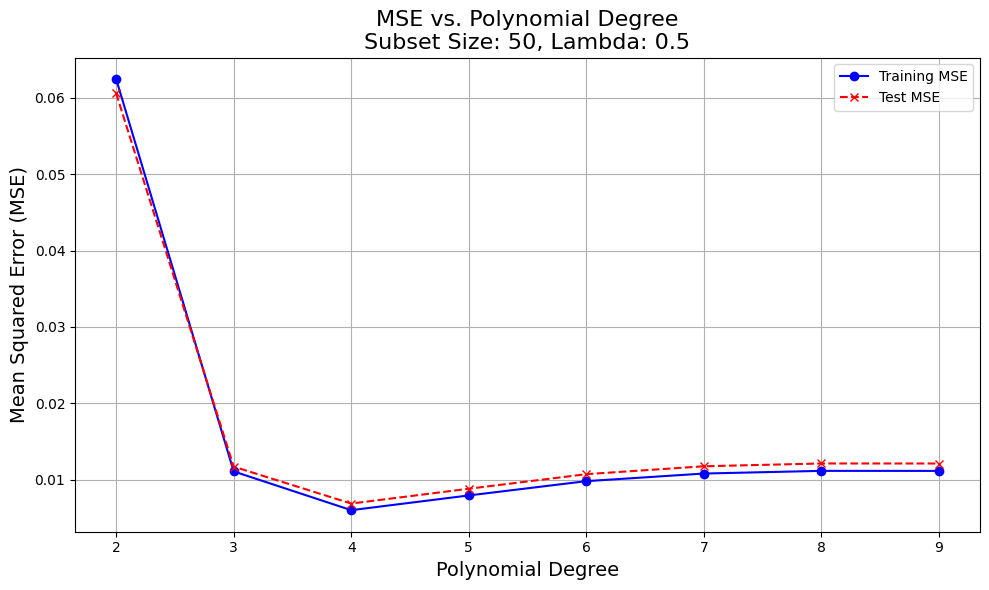 MSE vs. Polynomial Degree
Subset Size: 50, Lambda: 0.5
Training MSE
Test MSE
Mean Squared Error (MSE)
0.06
0.05
0.04
0.03
0.02
0.01
2 3 4 5 6 7 8 9
Polynomial Degree